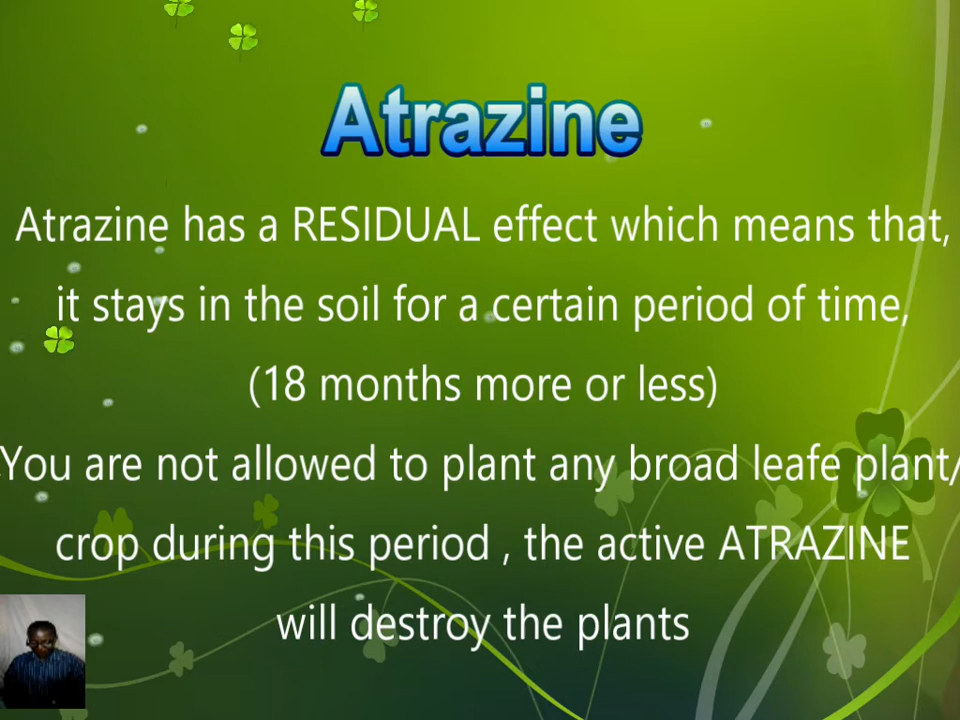 Atrazine
Atrazine has a RESIDUAL effect which means that,
it stays in the soil for a certain period of time,
(18 months more or less)
You are not allowed to plant any broad leafe plant/
crop during this period , the active ATRAZINE
will destroy the plants